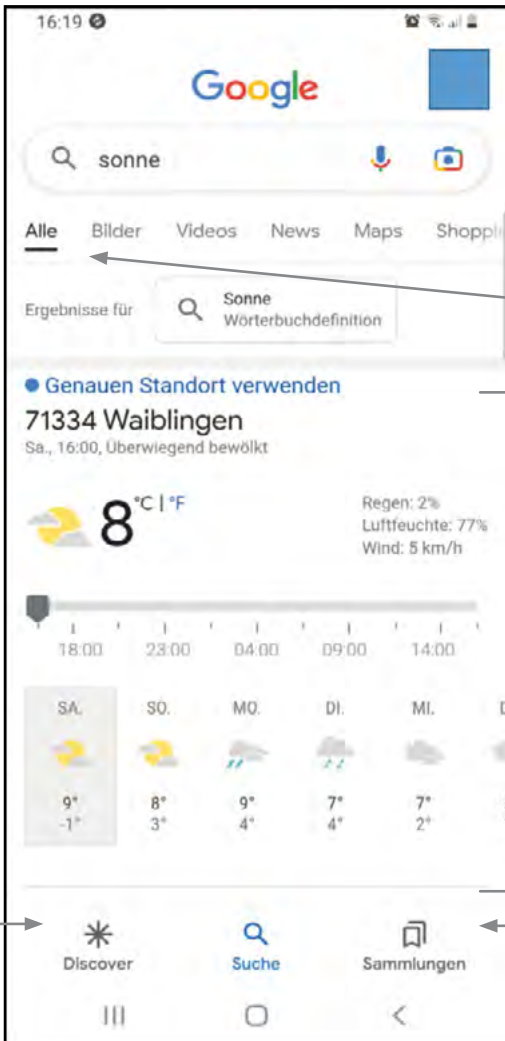 16:19
Google
sonne
Alle Bilder Videos News Maps Shoppi
Ergebnisse für
Sonne
Wörterbuchdefinition
Genauen Standort verwenden
71334 Waiblingen
Sa., 16:00, Überwiegend bewölkt
8 °C | °F
Regen: 2%
Luftfeuchte: 77%
Wind: 5 km/h
18:00 23:00 04:00 09:00 14:00
SA. SO. MO. DI. MI. D
9° 8° 9° 7° 7°
-1° 3° 4° 4° 2°
Discover Suche Sammlungen